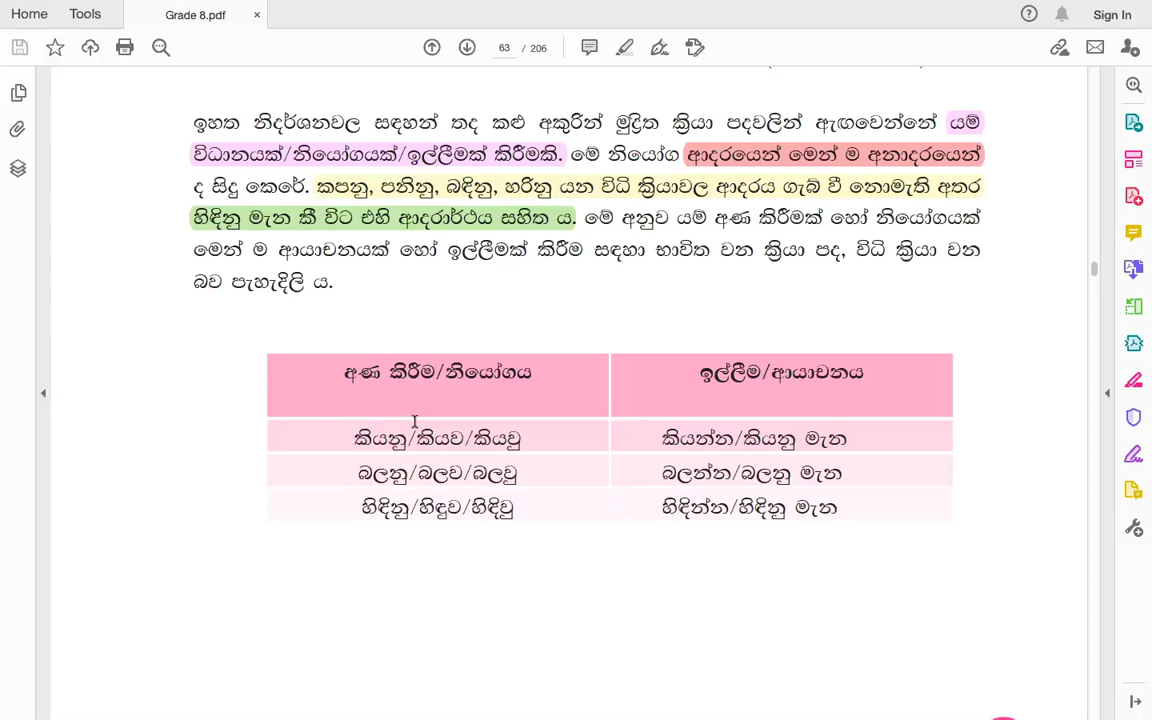 Home Tools Grade 8.pdf × Sign In
63 / 206
ඉහත නිදර්ශනවල සඳහන් තද කළු අකුරින් මුද්‍රිත ක්‍රියා පදවලින් ඇඟවෙන්නේ යම්
විධානයක්/නියෝගයක්/ඉල්ලීමක් කිරීමකි. මේ නියෝග ආදරයෙන් මෙන් ම අනාදරයෙන්
ද සිදු කෙරේ. කපනු, පනිනු, බඳිනු, හරිනු යන විධි ක්‍රියාවල ආදරය ගැබ් වී නොමැති අතර
හිඳිනු මැන කී විට එහි ආදරාර්ථය සහිත ය. මේ අනුව යම් අණ කිරීමක් හෝ නියෝගයක්
මෙන් ම ආයාචනයක් හෝ ඉල්ලීමක් කිරීම සඳහා භාවිත වන ක්‍රියා පද, විධි ක්‍රියා වන
බව පැහැදිලි ය.
අණ කිරීම/නියෝගය ඉල්ලීම/ආයාචනය
කියනු/කියව/කියවු කියන්න/කියනු මැන
බලනු/බලව/බලවු බලන්න/බලනු මැන
හිඳිනු/හිඳුව/හිඳිවු හිඳින්න/හිඳිනු මැන